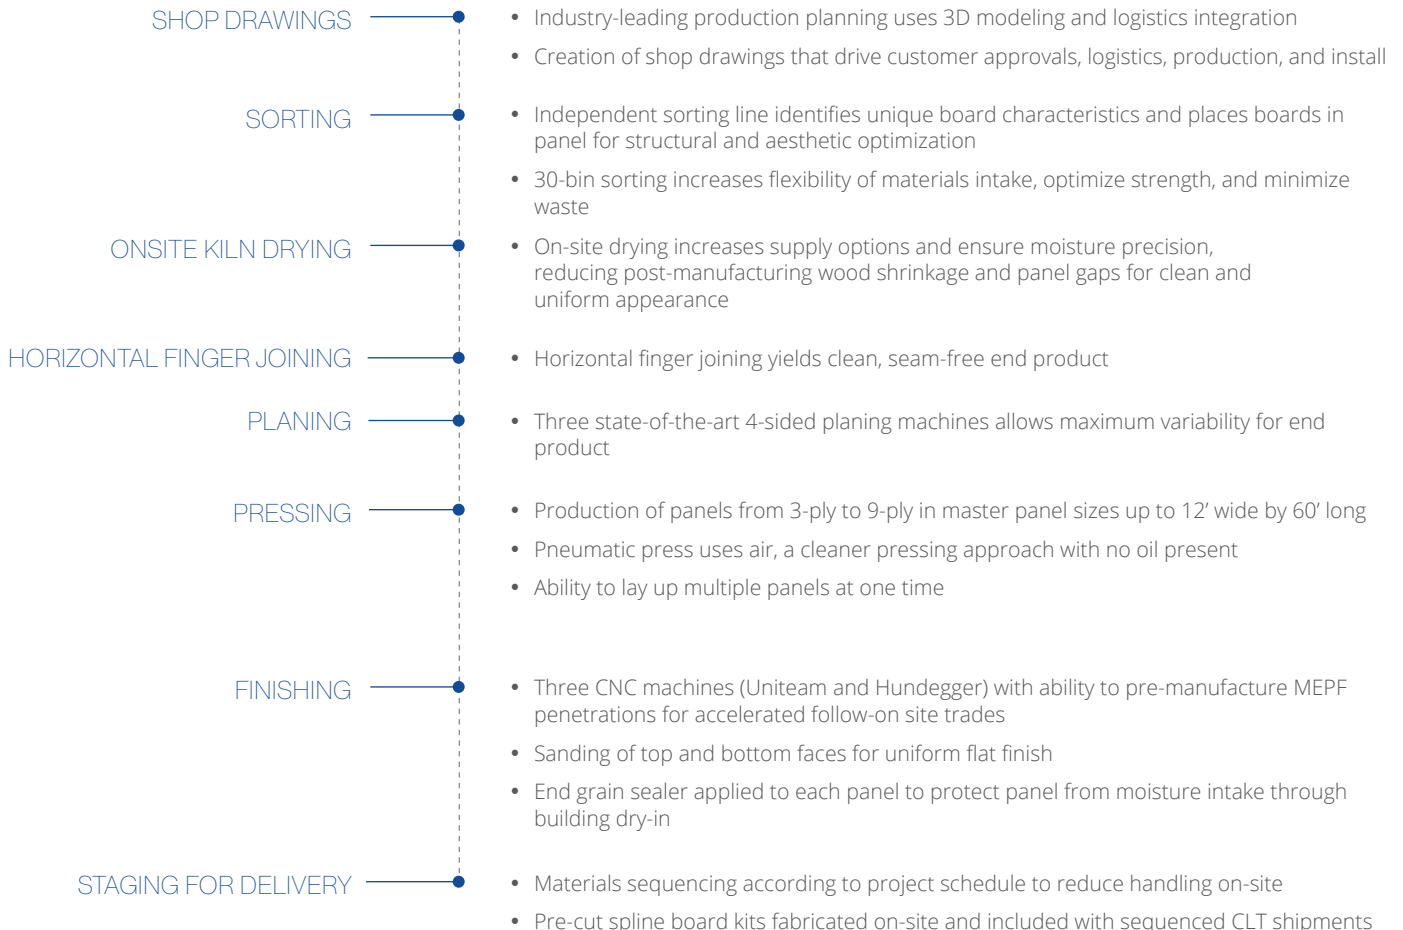 SHOP DRAWINGS
• Industry-leading production planning uses 3D modeling and logistics integration
• Creation of shop drawings that drive customer approvals, logistics, production, and install
SORTING
• Independent sorting line identifies unique board characteristics and places boards in
panel for structural and aesthetic optimization
• 30-bin sorting increases flexibility of materials intake, optimize strength, and minimize
waste
ONSITE KILN DRYING
• On-site drying increases supply options and ensure moisture precision,
reducing post-manufacturing wood shrinkage and panel gaps for clean and
uniform appearance
HORIZONTAL FINGER JOINING
• Horizontal finger joining yields clean, seam-free end product
PLANING
• Three state-of-the-art 4-sided planing machines allows maximum variability for end
product
PRESSING
• Production of panels from 3-ply to 9-ply in master panel sizes up to 12’ wide by 60’ long
• Pneumatic press uses air, a cleaner pressing approach with no oil present
• Ability to lay up multiple panels at one time
FINISHING
• Three CNC machines (Uniteam and Hundegger) with ability to pre-manufacture MEPF
penetrations for accelerated follow-on site trades
• Sanding of top and bottom faces for uniform flat finish
• End grain sealer applied to each panel to protect panel from moisture intake through
building dry-in
STAGING FOR DELIVERY
• Materials sequencing according to project schedule to reduce handling on-site
• Pre-cut spline board kits fabricated on-site and included with sequenced CLT shipments